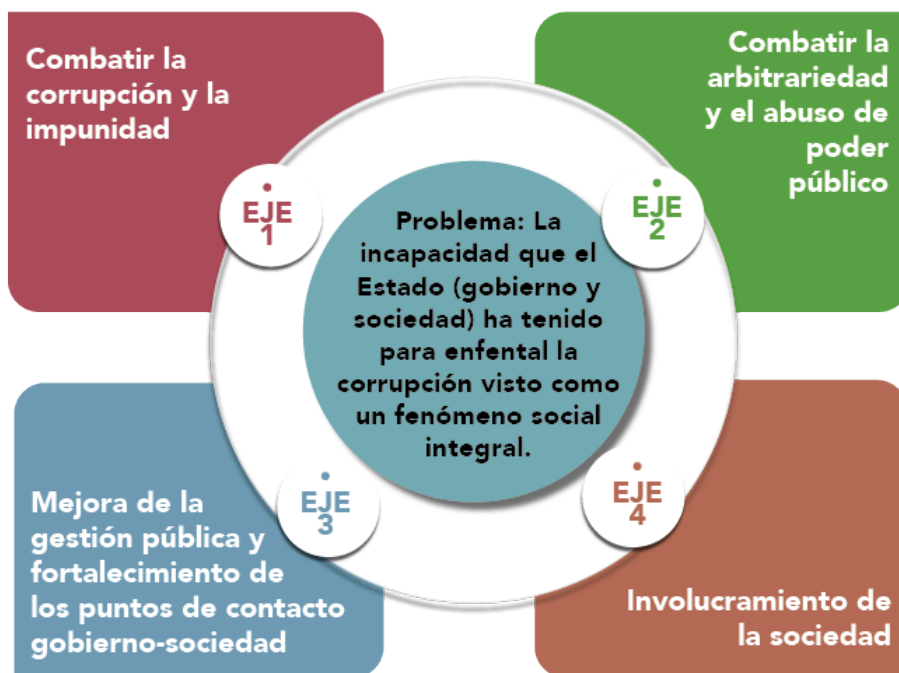 Combatir la
corrupción y la
impunidad
Combatir la
arbitrariedad
y el abuso de
poder
público
EJE
1
EJE
2
Problema: La
incapacidad que el
Estado (gobierno y
sociedad) ha tenido
para enfental la
corrupción visto como
un fenómeno social
integral.
EJE
3
EJE
4
Mejora de la
gestión pública y
fortalecimiento de
los puntos de contacto
gobierno-sociedad
Involucramiento de
la sociedad